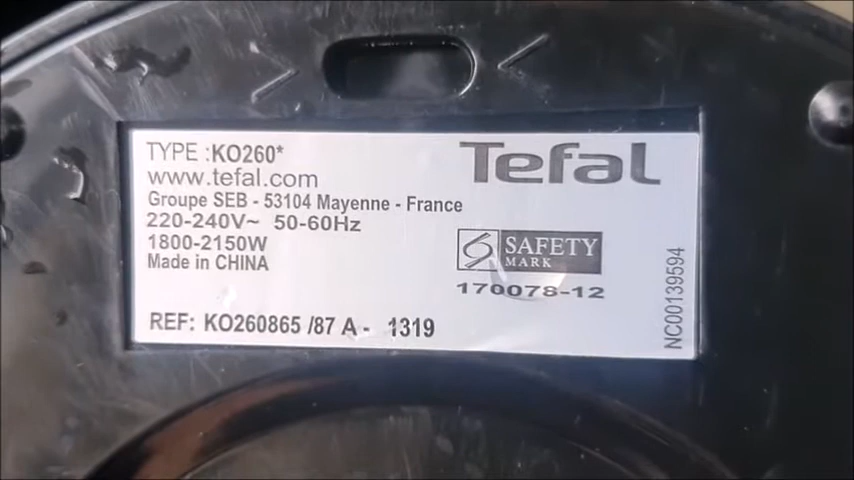 TYPE :KO260*
Tefal
www.tefal.com
Groupe SEB - 53104 Mayenne - France
220-240V~ 50-60Hz
1800-2150W
Made in CHINA
SAFETY
MARK
170078-12
REF: KO260865 /87 A - 1319
NC00139594